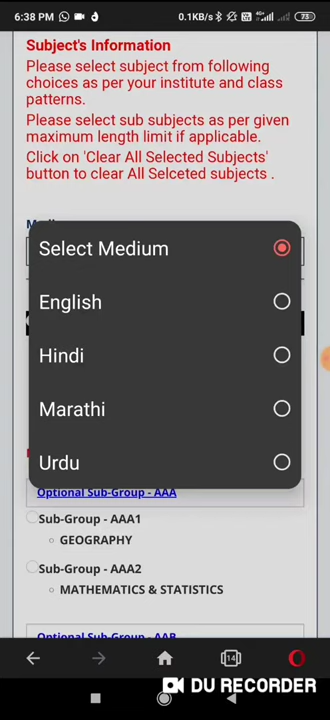 6:38 PM
0.1KB/s
73
Subject's Information
Please select subject from following
choices as per your institute and class
patterns.
Please select sub subjects as per given
maximum length limit if applicable.
Click on 'Clear All Selected Subjects'
button to clear All Selceted subjects .
Select Medium
English
Hindi
Marathi
Urdu
Optional Sub-Group - AAA
Sub-Group - AAA1
GEOGRAPHY
Sub-Group - AAA2
MATHEMATICS & STATISTICS
Optional Sub-Group - AAB
14
DU RECORDER